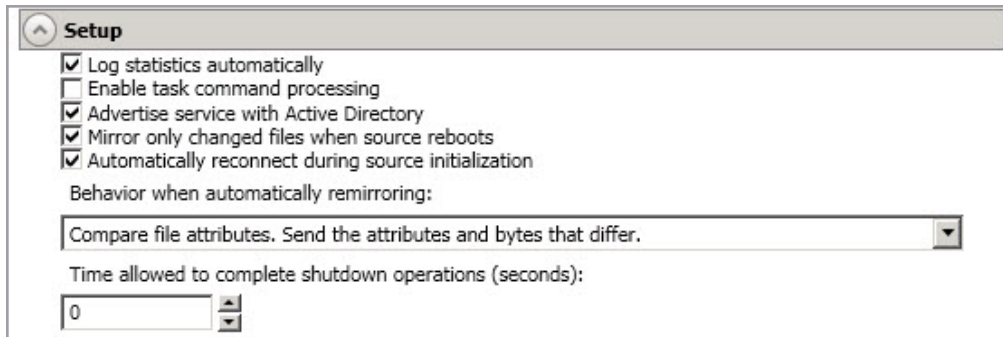 Setup
Log statistics automatically
Enable task command processing
Advertise service with Active Directory
Mirror only changed files when source reboots
Automatically reconnect during source initialization
Behavior when automatically remirroring:
Compare file attributes. Send the attributes and bytes that differ.
Time allowed to complete shutdown operations (seconds):
0